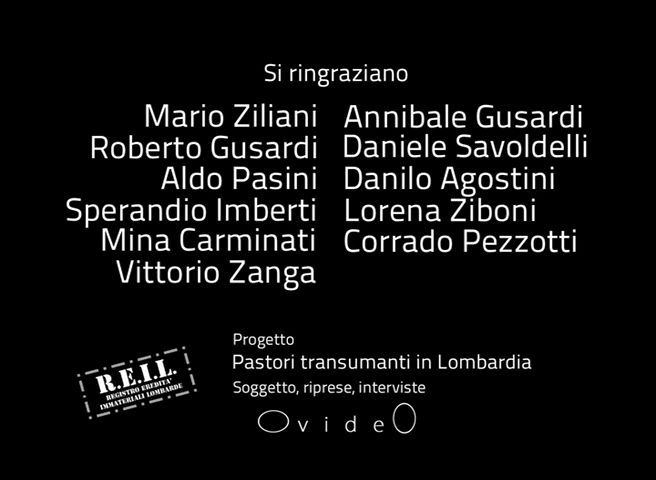 Si ringraziano
Mario Ziliani
Roberto Gusardi
Aldo Pasini
Sperandio Imberti
Mina Carminati
Vittorio Zanga
Annibale Gusardi
Daniele Savoldelli
Danilo Agostini
Lorena Ziboni
Corrado Pezzotti
R.E.I.L.
REGISTRO EREDITA'
IMMATERIALI LOMBARDE
Progetto
Pastori transumanti in Lombardia
Soggetto, riprese, interviste
OvideO